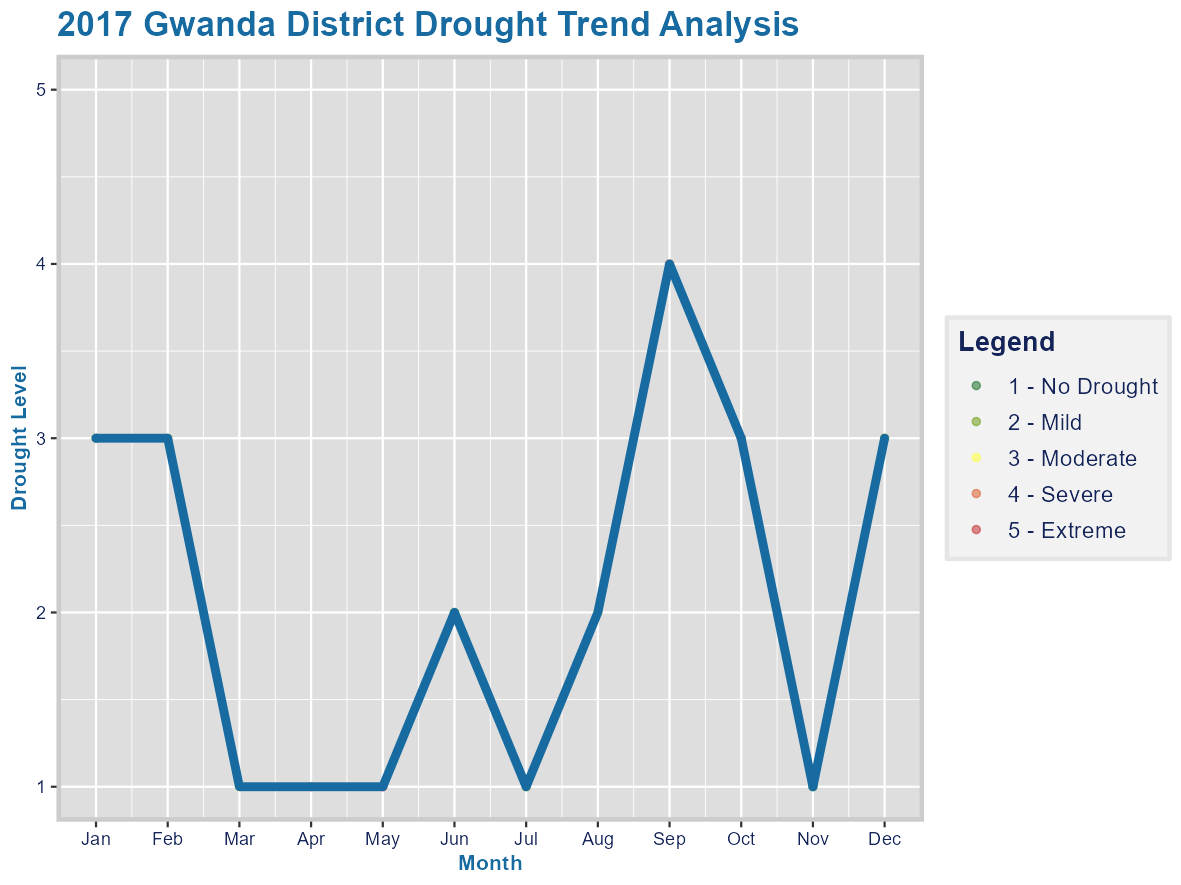 2017 Gwanda District Drought Trend Analysis
Drought Level
5
4
3
2
1
Jan Feb Mar Apr May Jun Jul Aug Sep Oct Nov Dec
Month
Legend
1 - No Drought
2 - Mild
3 - Moderate
4 - Severe
5 - Extreme